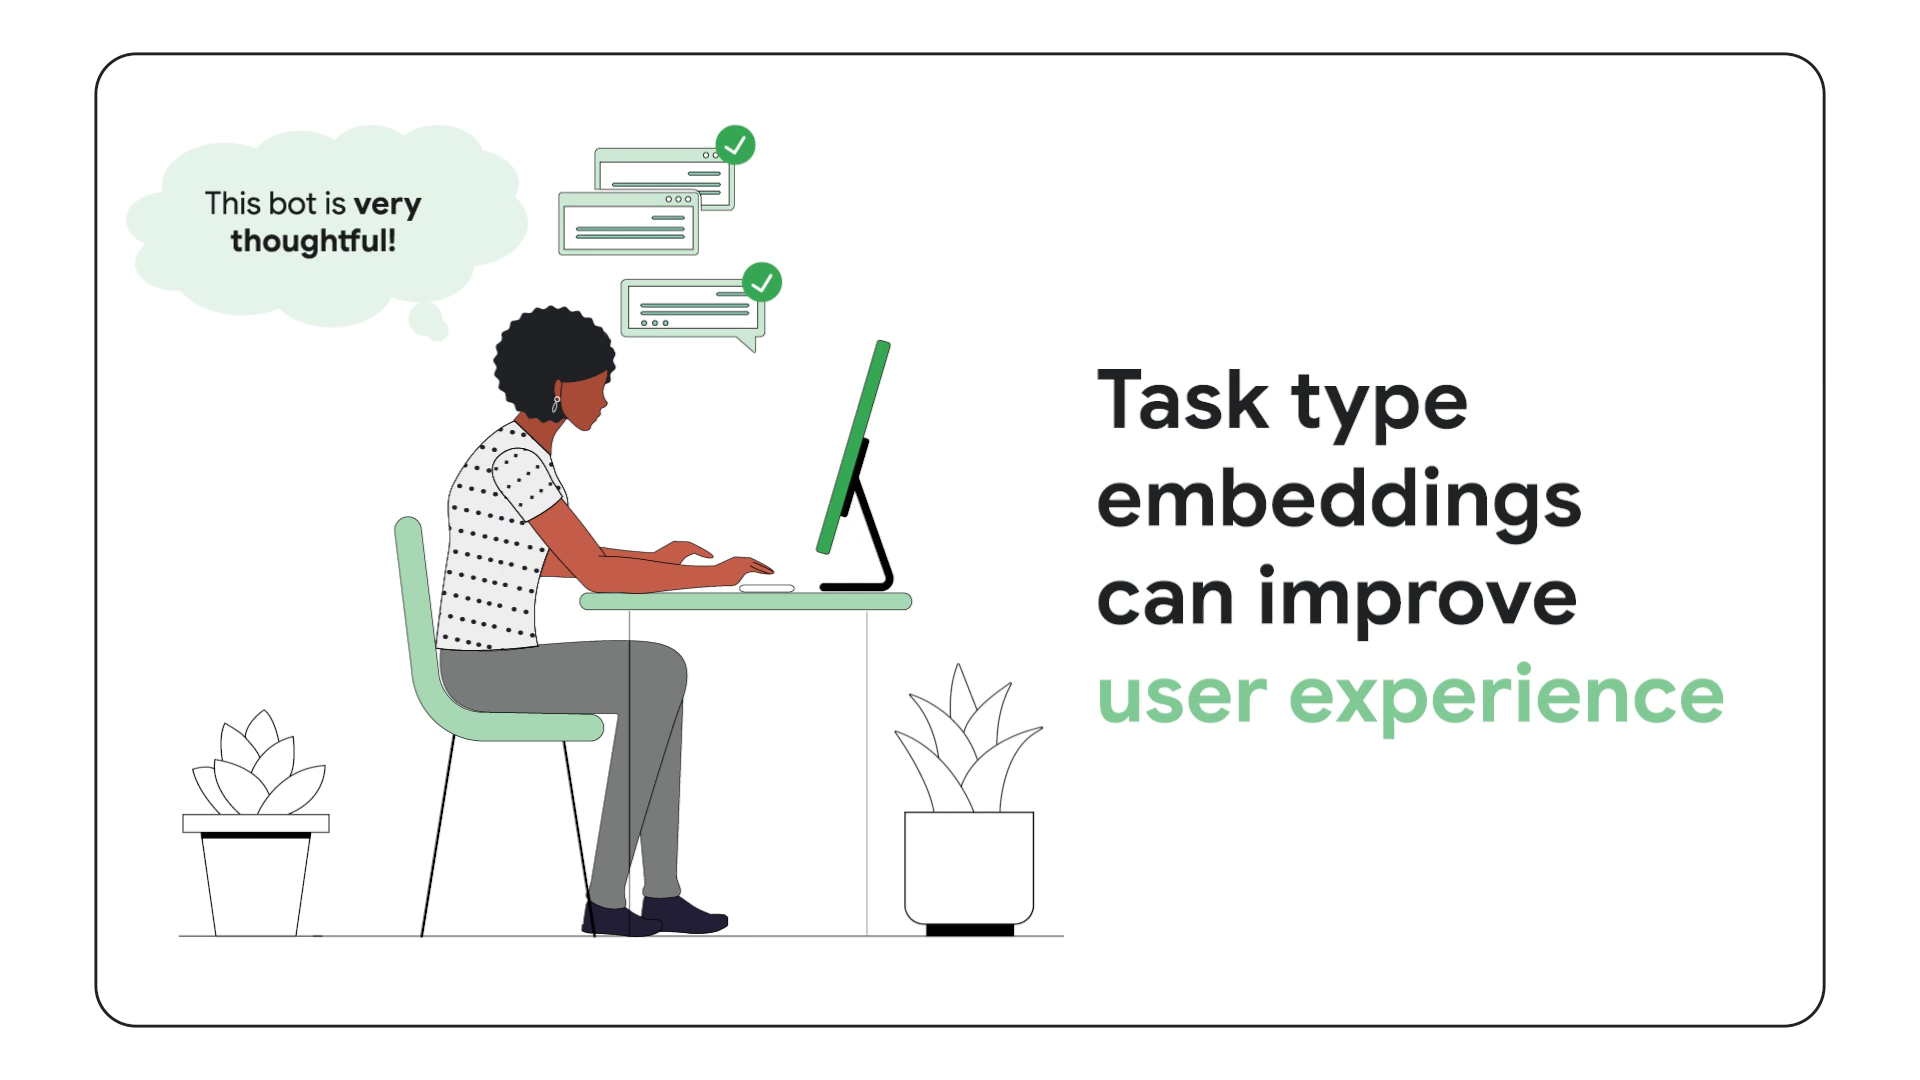 This bot is very
thoughtful!
Task type
embeddings
can improve
user experience